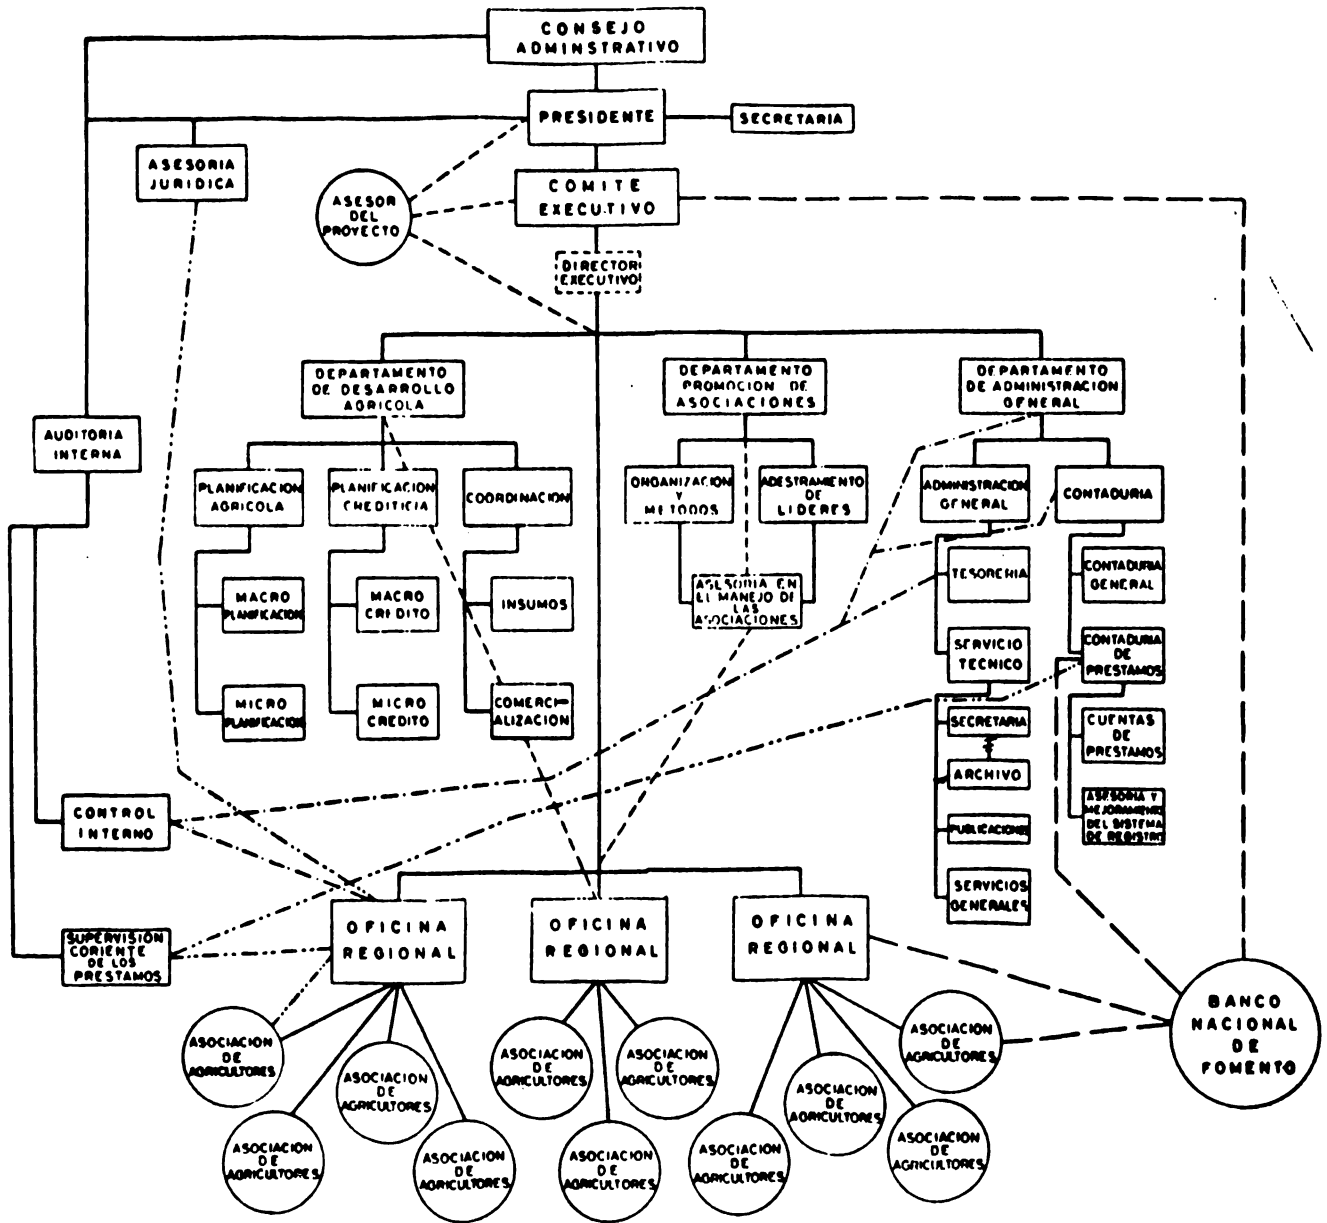 CONSEJO
ADMINSTRATIVO
PRESIDENTE
SECRETARIA
ASESORIA
JURIDICA
ASESOR
DEL
PROYECTO
COMITE
EXECUTIVO
DIRECTOR
EXECUTIVO
DEPARTAMENTO
DE DESARROLLO
AGRICOLA
DEPARTAMENTO
PROMOCION DE
ASOCIACIONES
DEPARTAMENTO
DE ADMINISTRACION
GENERAL
AUDITORIA
INTERNA
PLANIFICACION
AGRICOLA
PLANIFICACION
CREDITICIA
COORDINACION
ORGANIZACION
Y
METODOS
ADESTRAMIENTO
DE
LIDERES
ADMINISTRACION
GENERAL
CONTADURIA
MACRO
PLANIFICACION
MACRO
CREDITO
INSUMOS
ASESORIA EN
EL MANEJO DE
LAS
ASOCIACIONES
TESORERIA
CONTADURIA
GENERAL
SERVICIO
TECNICO
CONTADURIA
DE
PRESTAMOS
MICRO
PLANIFICACION
MICRO
CREDITO
COMERCI-
ALIZACION
SECRETARIA
CUENTAS
DE
PRESTAMOS
ARCHIVO
ASESORIA Y
MEJORAMIENTO
DEL SISTEMA
DE REGISTRO
PUBLICACIONES
SERVICIOS
GENERALES
CONTROL
INTERNO
SUPERVISION
CORIENTE
DE LOS
PRESTAMOS
OFICINA
REGIONAL
OFICINA
REGIONAL
OFICINA
REGIONAL
BANCO
NACIONAL
DE
FOMENTO
ASOCIACION
DE
AGRICULTORES
ASOCIACION
DE
AGRICULTORES
ASOCIACION
DE
AGRICULTORES
ASOCIACION
DE
AGRICULTORES
ASOCIACION
DE
AGRICULTORES
ASOCIACION
DE
AGRICULTORES
ASOCIACION
DE
AGRICULTORES
ASOCIACION
DE
AGRICULTORES
ASOCIACION
DE
AGRICULTORES
ASOCIACION
DE
AGRICULTORES
ASOCIACION
DE
AGRICULTORES